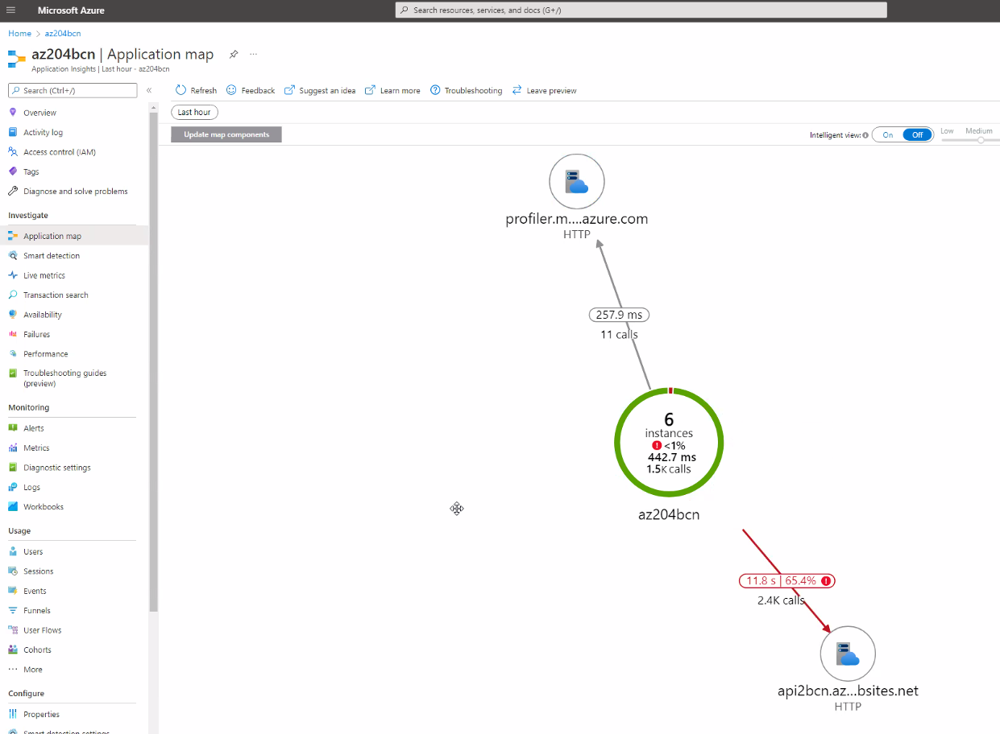 Microsoft Azure
Search resources, services, and docs (G+/)
Home > az204bcn
az204bcn | Application map
Application Insights | Last hour - az204bcn
Search (Ctrl+/)
«
Refresh
Feedback
Suggest an idea
Learn more
Troubleshooting
Leave preview
Last hour
Update map components
Intelligent view:
On
Off
Low
Medium
Overview
Activity log
Access control (IAM)
Tags
Diagnose and solve problems
Investigate
Application map
Smart detection
Live metrics
Transaction search
Availability
Failures
Performance
Troubleshooting guides
(preview)
Monitoring
Alerts
Metrics
Diagnostic settings
Logs
Workbooks
Usage
Users
Sessions
Events
Funnels
User Flows
Cohorts
More
Configure
Properties
Smart detection settings
profiler.m....azure.com
HTTP
257.9 ms
11 calls
6
instances
<1%
442.7 ms
1.5K calls
az204bcn
11.8 s | 65.4%
2.4K calls
api2bcn.az...bsites.net
HTTP